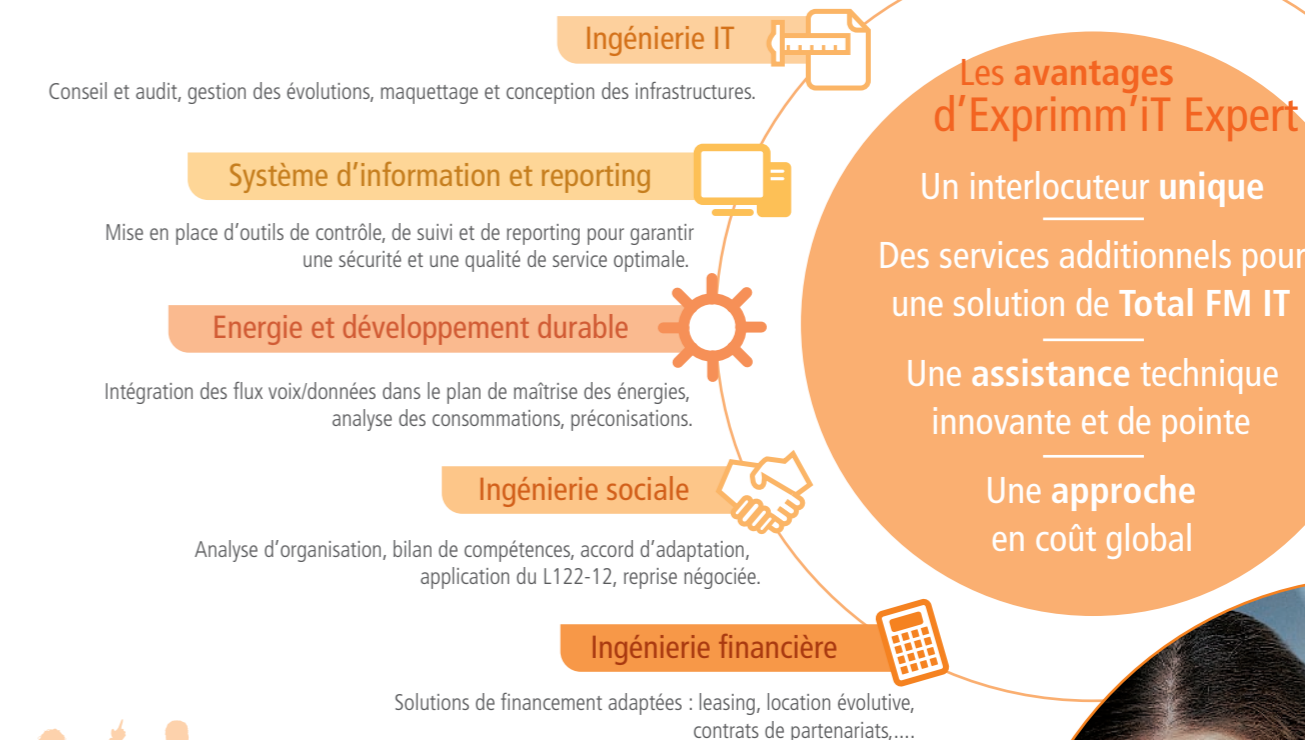 Ingénierie IT
Conseil et audit, gestion des évolutions, maquettage et conception des infrastructures.
Système d’information et reporting
Mise en place d’outils de contrôle, de suivi et de reporting pour garantir
une sécurité et une qualité de service optimale.
Energie et développement durable
Intégration des flux voix/données dans le plan de maîtrise des énergies,
analyse des consommations, préconisations.
Ingénierie sociale
Analyse d’organisation, bilan de compétences, accord d’adaptation,
application du L122-12, reprise négociée.
Ingénierie financière
Solutions de financement adaptées : leasing, location évolutive,
contrats de partenariats,....
Les avantages
d’Exprimm’iT Expert
Un interlocuteur unique
Des services additionnels pour
une solution de Total FM IT
Une assistance technique
innovante et de pointe
Une approche
en coût global